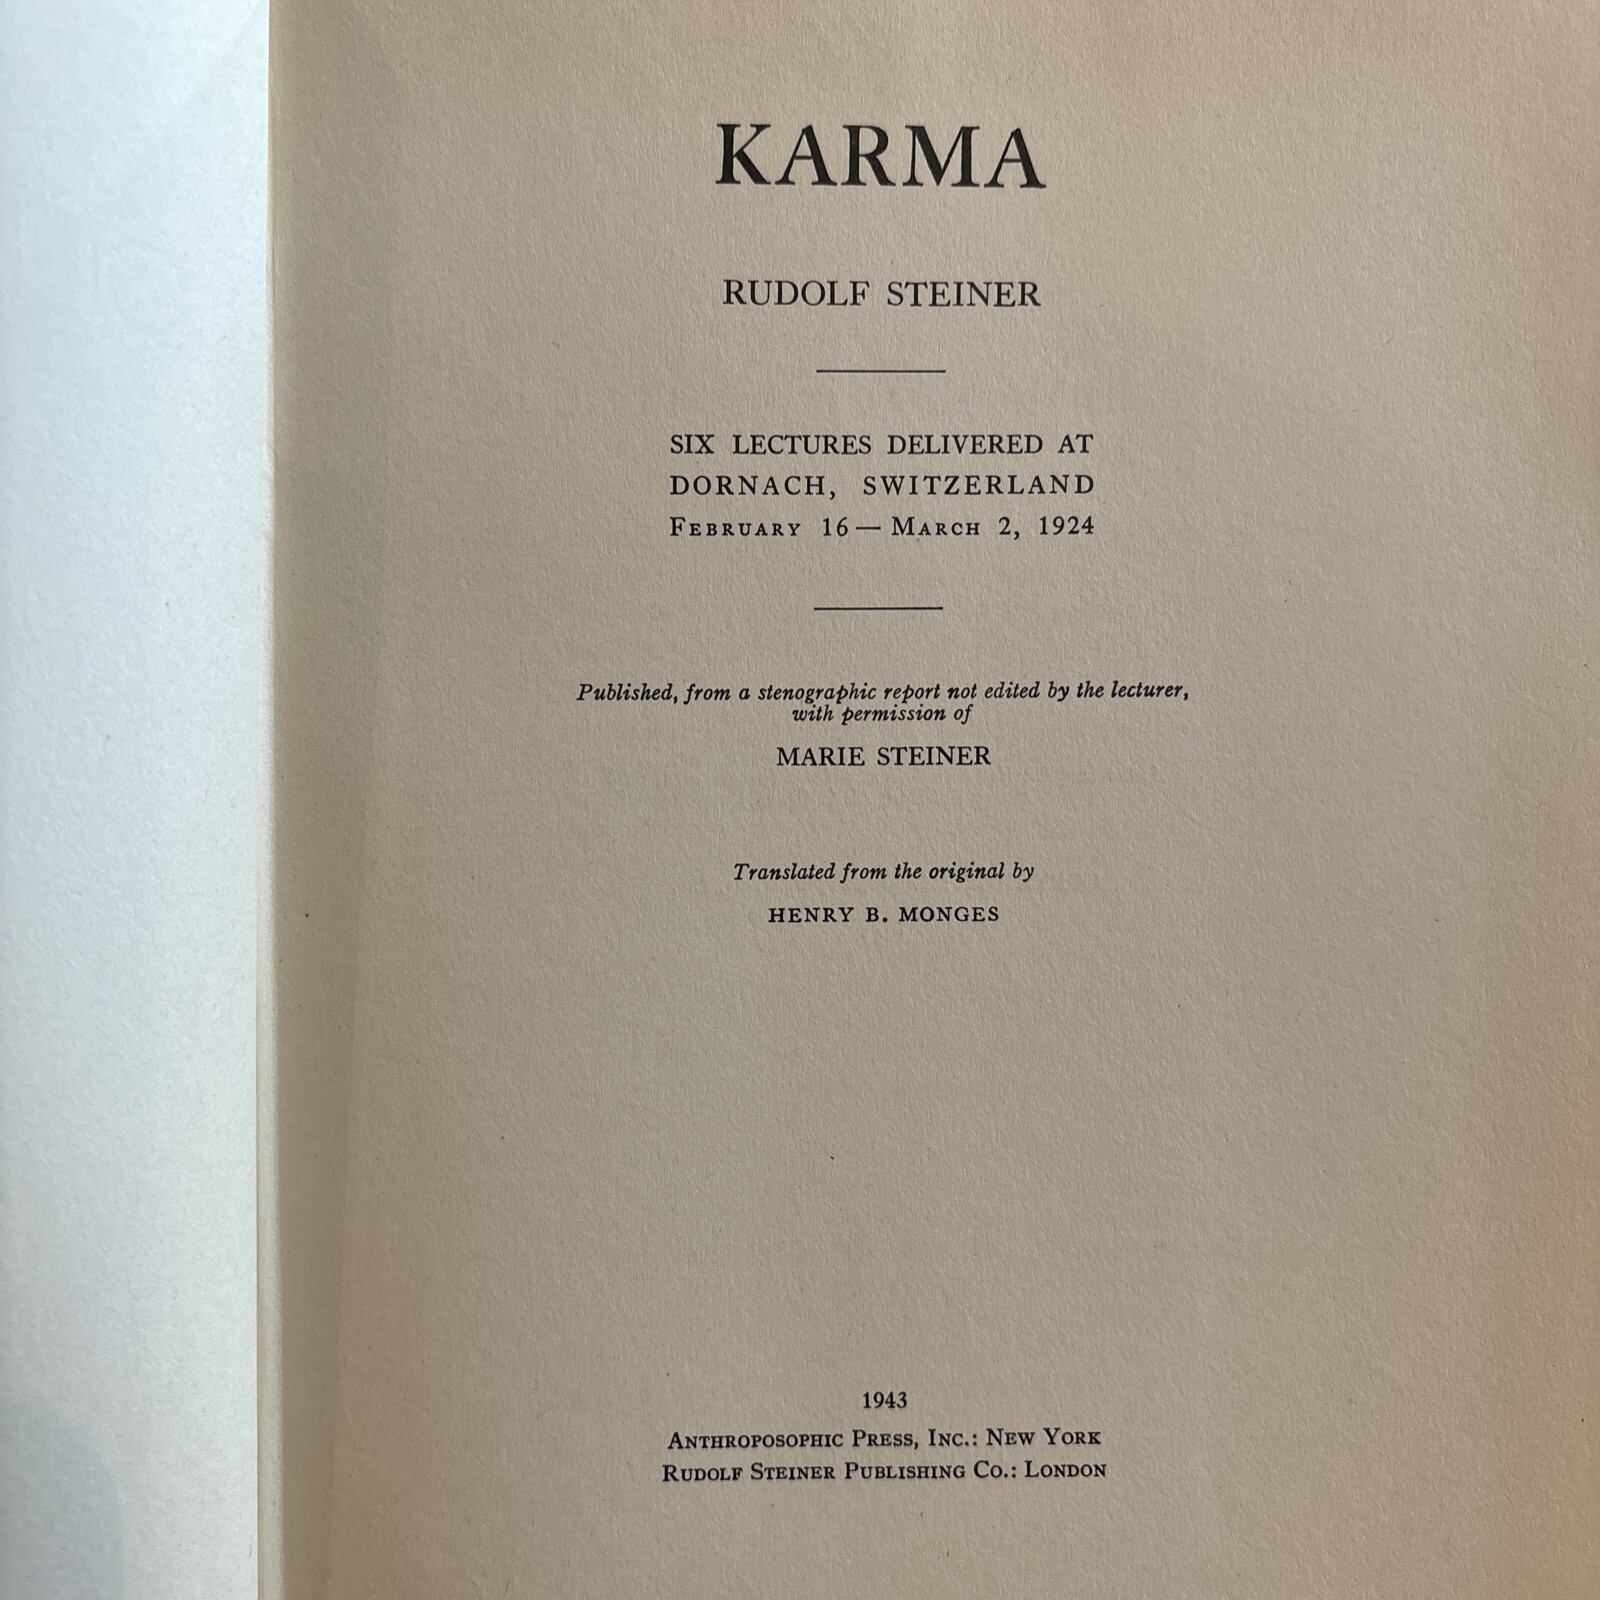 KARMA
RUDOLF STEINER
SIX LECTURES DELIVERED AT
DORNACH, SWITZERLAND
FEBRUARY 16 — MARCH 2, 1924
Published, from a stenographic report not edited by the lecturer,
with permission of
MARIE STEINER
Translated from the original by
HENRY B. MONGES
1943
ANTHROPOSOPHIC PRESS, INC.: NEW YORK
RUDOLF STEINER PUBLISHING CO.: LONDON